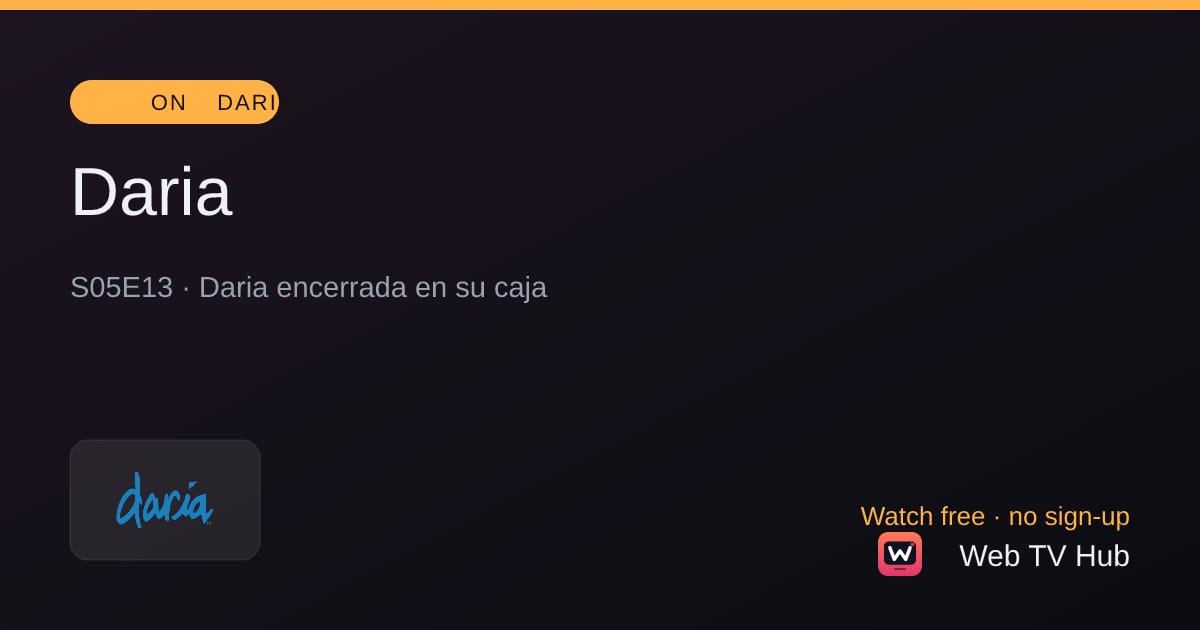 ON DARI
Daria
S05E13 · Daria encerrada en su caja
daria
Watch free · no sign-up
W
Web TV Hub